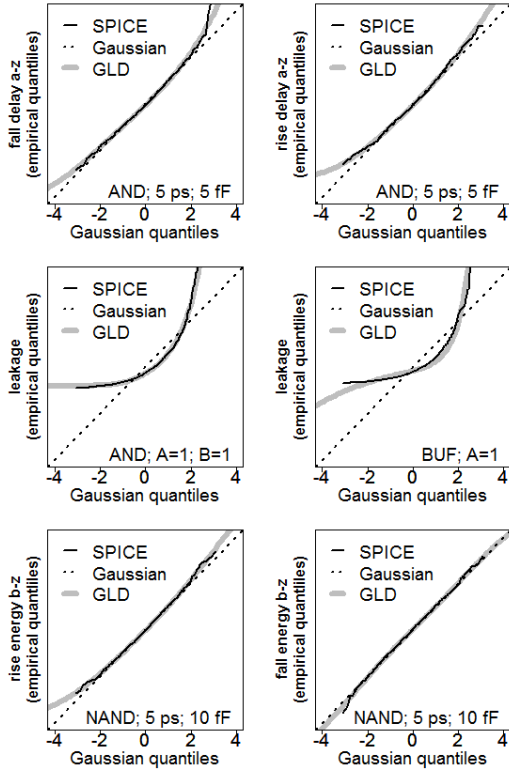 fall delay a-z
(empirical quantiles)
SPICE
Gaussian
GLD
AND; 5 ps; 5 fF
-4 -2 0 2 4
Gaussian quantiles
rise delay a-z
(empirical quantiles)
SPICE
Gaussian
GLD
AND; 5 ps; 5 fF
-4 -2 0 2 4
Gaussian quantiles
leakage
(empirical quantiles)
SPICE
Gaussian
GLD
AND; A=1; B=1
-4 -2 0 2 4
Gaussian quantiles
leakage
(empirical quantiles)
SPICE
Gaussian
GLD
BUF; A=1
-4 -2 0 2 4
Gaussian quantiles
rise energy b-z
(empirical quantiles)
SPICE
Gaussian
GLD
NAND; 5 ps; 10 fF
-4 -2 0 2 4
Gaussian quantiles
fall energy b-z
(empirical quantiles)
SPICE
Gaussian
GLD
NAND; 5 ps; 10 fF
-4 -2 0 2 4
Gaussian quantiles